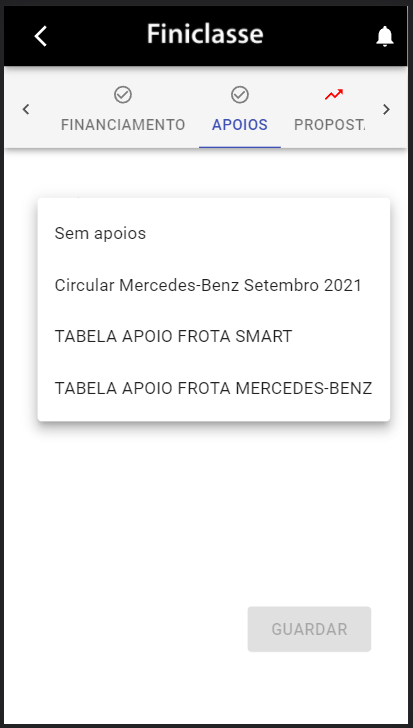 Finiclasse
FINANCIAMENTO
APOIOS
PROPOST
Sem apoios
Circular Mercedes-Benz Setembro 2021
TABELA APOIO FROTA SMART
TABELA APOIO FROTA MERCEDES-BENZ
GUARDAR